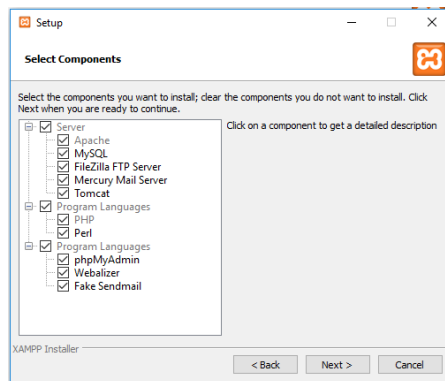 Setup
Select Components
Select the components you want to install; clear the components you do not want to install. Click
Next when you are ready to continue.
Server
Apache
MySQL
FileZilla FTP Server
Mercury Mail Server
Tomcat
Program Languages
PHP
Perl
Program Languages
phpMyAdmin
Webalizer
Fake Sendmail
Click on a component to get a detailed description
XAMPP Installer
< Back
Next >
Cancel